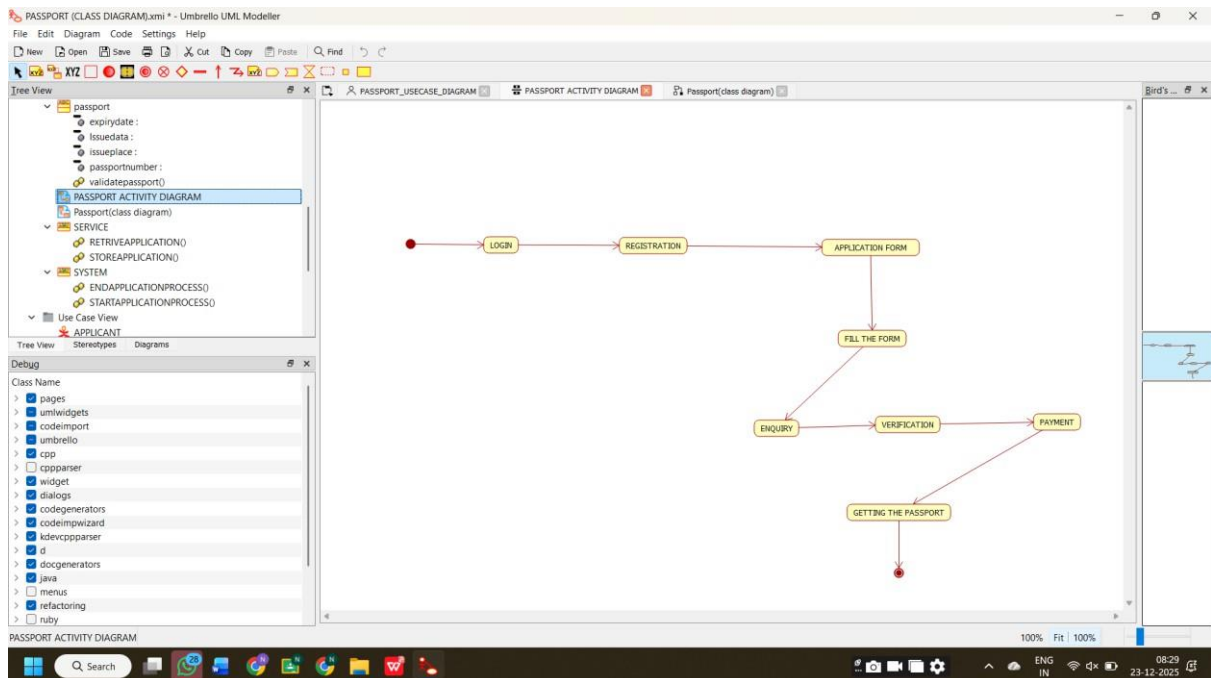 PASSPORT (CLASS DIAGRAM).xmi * - Umbrello UML Modeller
File Edit Diagram Code Settings Help
New Open Save Cut Copy Paste Find
XYZ
Tree View
passport
expirydate :
Issuedata :
issueplace :
passportnumber :
validatepassport()
PASSPORT ACTIVITY DIAGRAM
Passport(class diagram)
SERVICE
RETRIVEAPPLICATION()
STOREAPPLICATION()
SYSTEM
ENDAPPLICATIONPROCESS()
STARTAPPLICATIONPROCESS()
Use Case View
APPLICANT
Tree View Stereotypes Diagrams
Debug
Class Name
pages
umlwidgets
codeimport
umbrello
cpp
cppparser
widget
dialogs
codegenerators
codeimpwizard
kdevcppparser
d
docgenerators
java
menus
refactoring
ruby
PASSPORT_USECASE_DIAGRAM PASSPORT ACTIVITY DIAGRAM Passport(class diagram)
LOGIN REGISTRATION APPLICATION FORM
FILL THE FORM
ENQUIRY VERIFICATION PAYMENT
GETTING THE PASSPORT
Bird's ...
PASSPORT ACTIVITY DIAGRAM
100% Fit 100%
Search
28
ENG
IN
08:29
23-12-2025